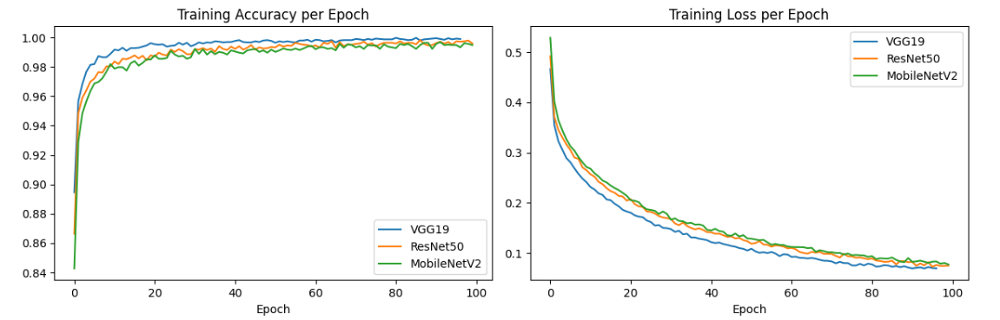 Training Accuracy per Epoch
1.00
0.98
0.96
0.94
0.92
0.90
0.88
0.86
0.84
VGG19
ResNet50
MobileNetV2
0 20 40 60 80 100
Epoch
Training Loss per Epoch
0.5
0.4
0.3
0.2
0.1
VGG19
ResNet50
MobileNetV2
0 20 40 60 80 100
Epoch